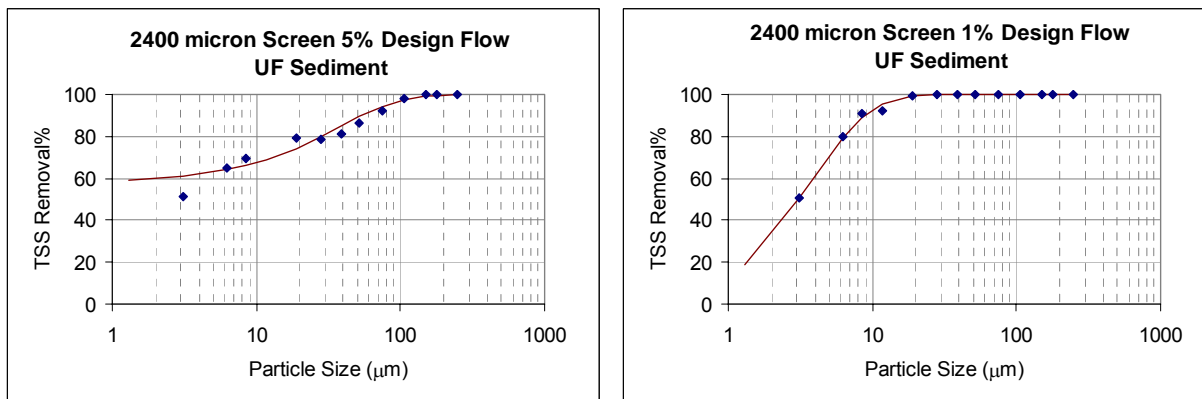 2400 micron Screen 5% Design Flow
UF Sediment
100
80
60
40
20
0
TSS Removal%
1
10
100
1000
Particle Size (μm)
2400 micron Screen 1% Design Flow
UF Sediment
100
80
60
40
20
0
TSS Removal%
1
10
100
1000
Particle Size (μm)